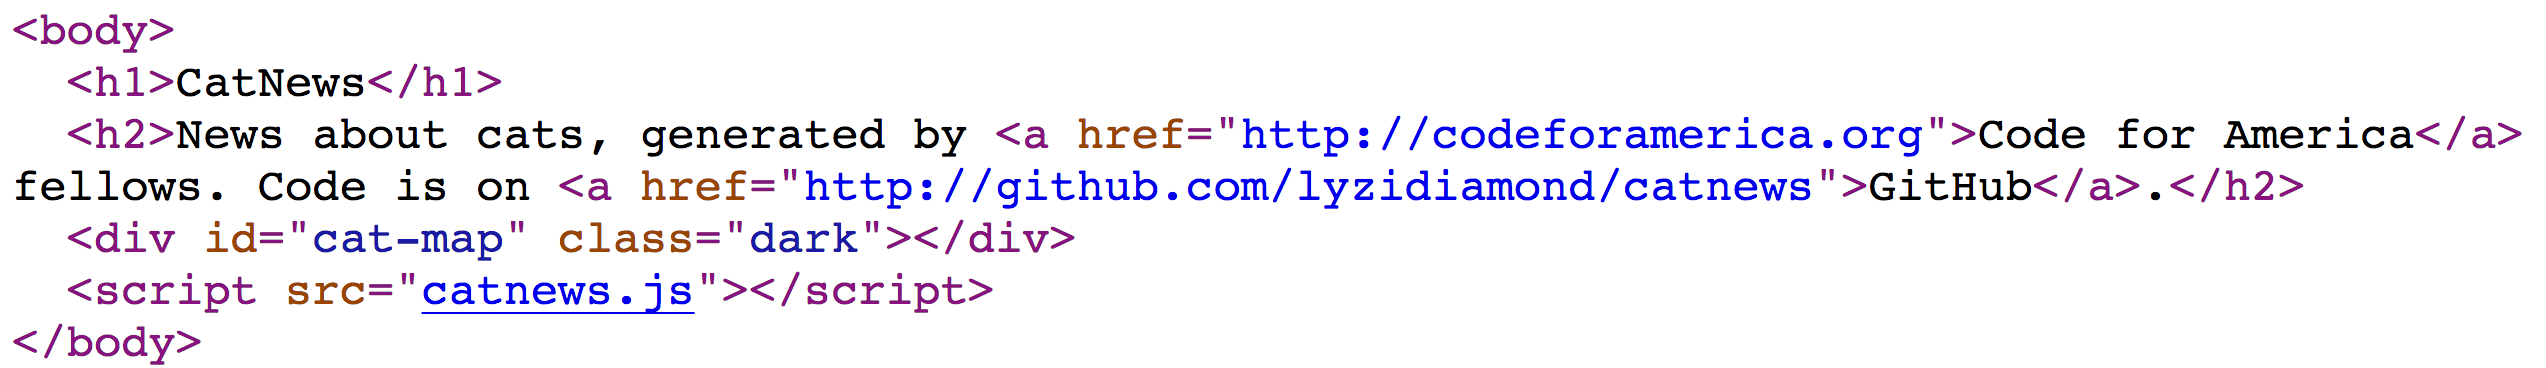 <body>
  <h1>CatNews</h1>
  <h2>News about cats, generated by <a href="http://codeforamerica.org">Code for America</a>
fellows. Code is on <a href="http://github.com/lyzidiamond/catnews">GitHub</a>.</h2>
  <div id="cat-map" class="dark"></div>
  <script src="catnews.js"></script>
</body>